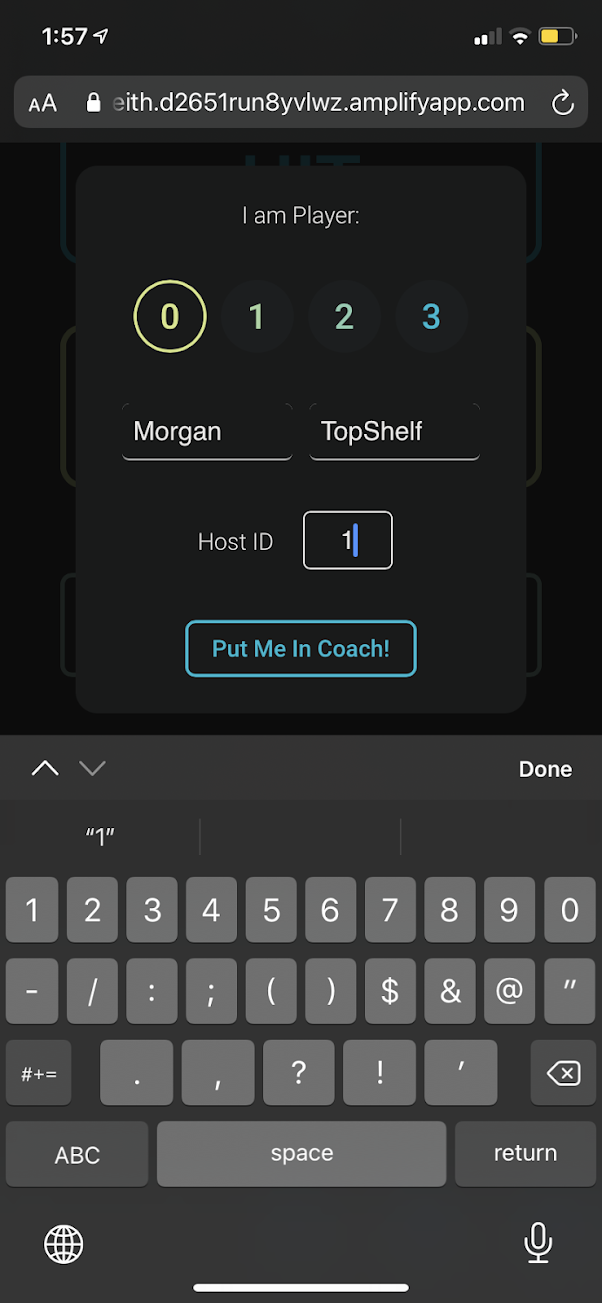 1:57
AA eith.d2651run8yvlwz.amplifyapp.com
I am Player:
0 1 2 3
Morgan TopShelf
Host ID 1
Put Me In Coach!
Done
“1”
1 2 3 4 5 6 7 8 9 0
- / : ; ( ) $ & @ "
#+= . , ? ! '
ABC space return